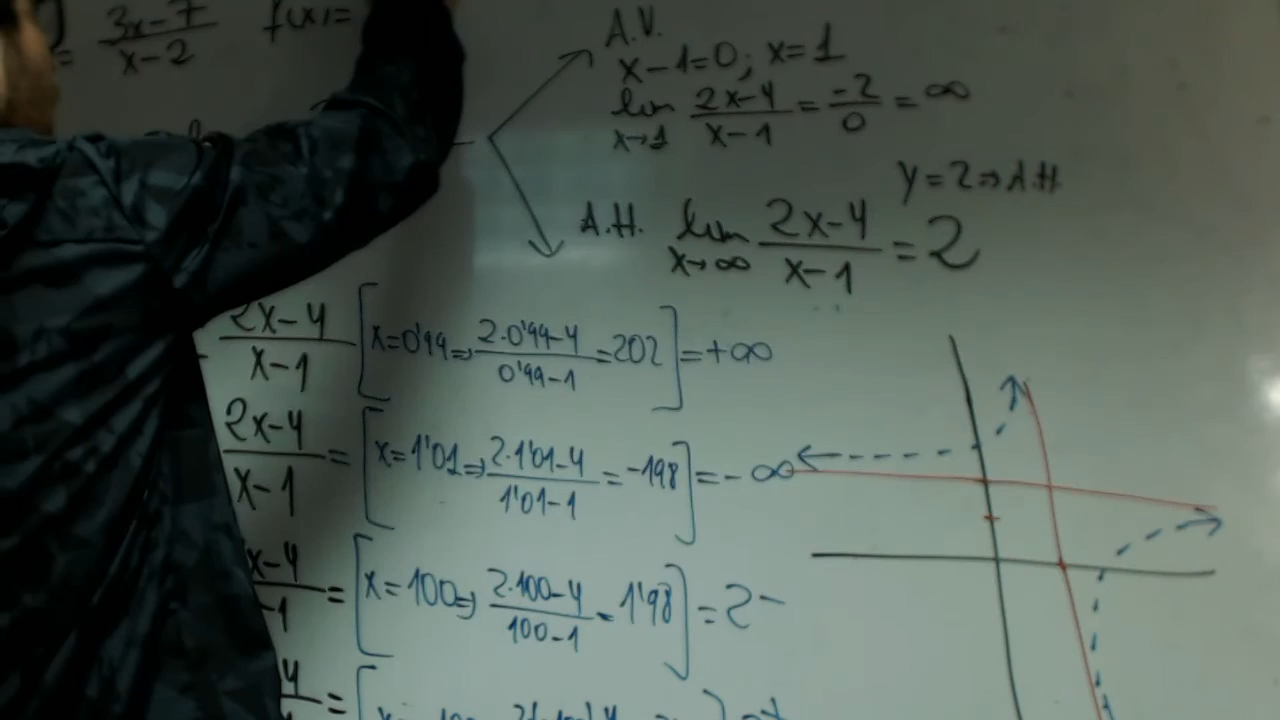 = 3x-7/x-2 f(x)=
A.V.
x-1=0; x=1
lim x→1 2x-4/x-1 = -2/0 = ∞
y=2⇒A.H.
A.H. lim x→∞ 2x-4/x-1 = 2
2x-4/x-1 [x=0'99⇒ 2·0'99-4/0'99-1 =202] =+∞
2x-4/x-1 = [x=1'01⇒ 2·1'01-4/1'01-1 = -198] =-∞
x-4/-1 = [x=100⇒ 2·100-4/100-1 = 1'98] = 2⁻